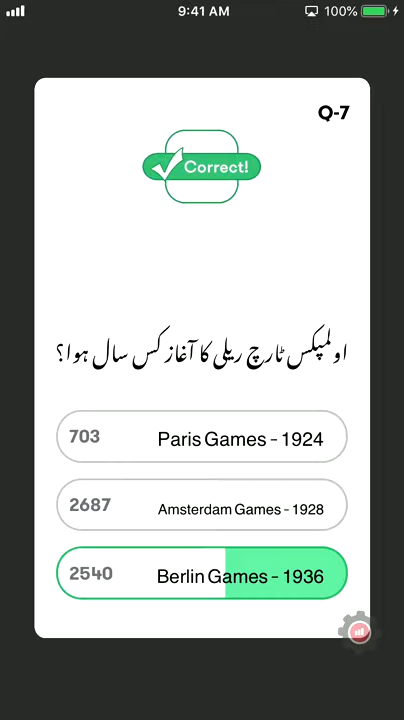 9:41 AM
100%
Q-7
Correct!
اولمپکس ٹارچ ریلی کا آغاز کس سال ہوا؟
703 Paris Games - 1924
2687 Amsterdam Games - 1928
2540 Berlin Games - 1936